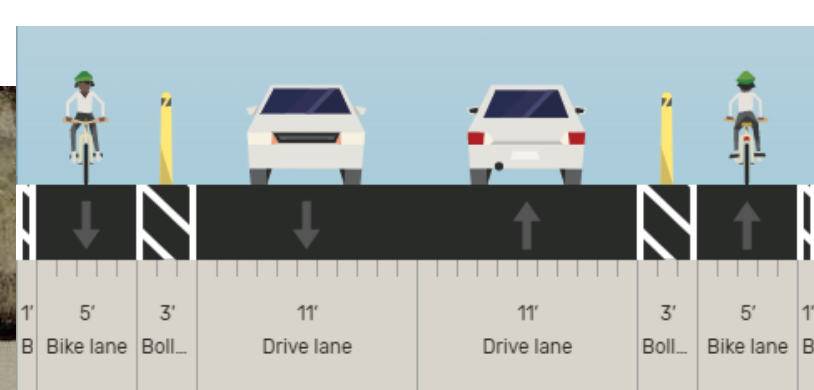 1' 5' 3' 11' 11' 3' 5' 1'
B Bike lane Boll... Drive lane Drive lane Boll... Bike lane B